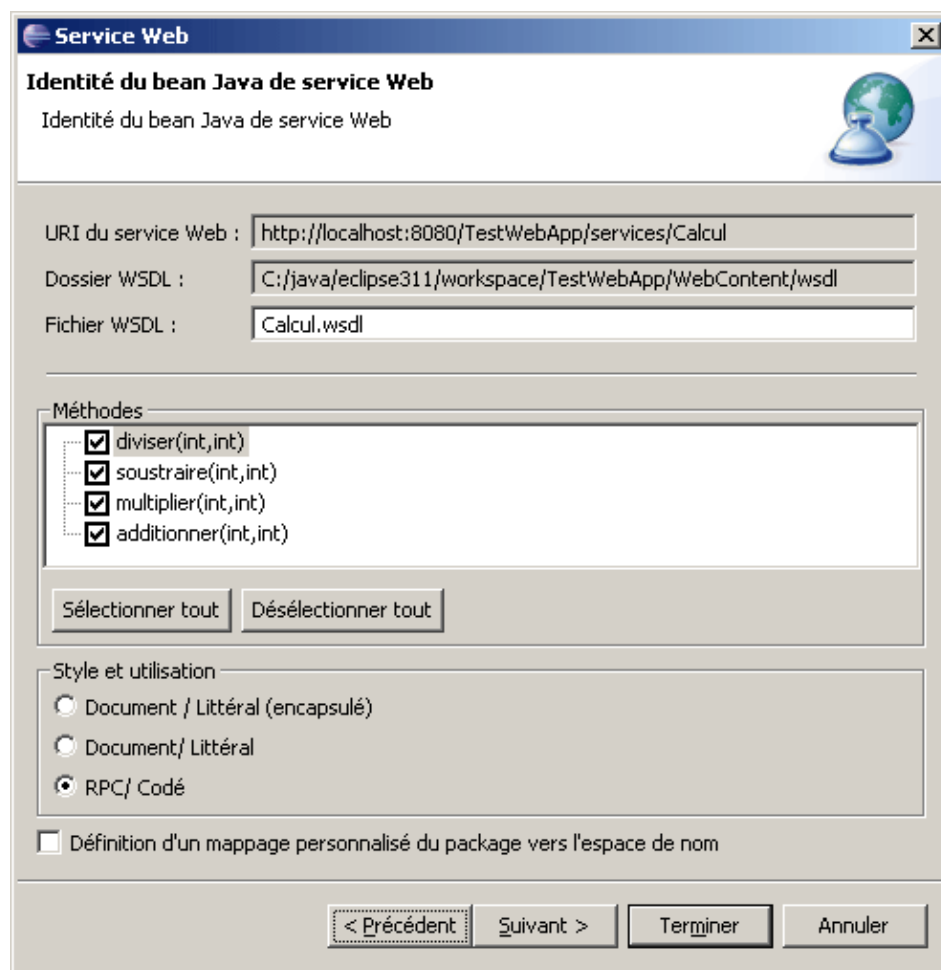 Service Web
Identité du bean Java de service Web
Identité du bean Java de service Web
URI du service Web : http://localhost:8080/TestWebApp/services/Calcul
Dossier WSDL : C:/java/eclipse311/workspace/TestWebApp/WebContent/wsdl
Fichier WSDL : Calcul.wsdl
Méthodes
diviser(int,int)
soustraire(int,int)
multiplier(int,int)
additionner(int,int)
Sélectionner tout Désélectionner tout
Style et utilisation
Document / Littéral (encapsulé)
Document/ Littéral
RPC/ Codé
Définition d'un mappage personnalisé du package vers l'espace de nom
< Précédent Suivant > Terminer Annuler